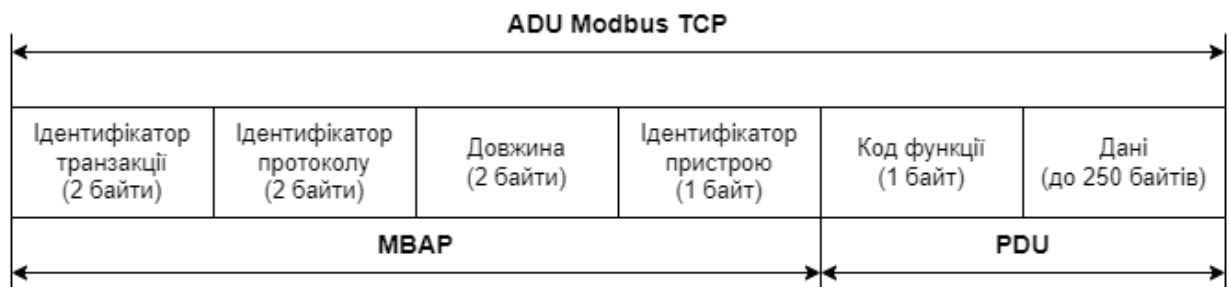 ADU Modbus TCP
Ідентифікатор
транзакції
(2 байти)
Ідентифікатор
протоколу
(2 байти)
Довжина
(2 байти)
Ідентифікатор
пристрою
(1 байт)
Код функції
(1 байт)
Дані
(до 250 байтів)
MBAP
PDU